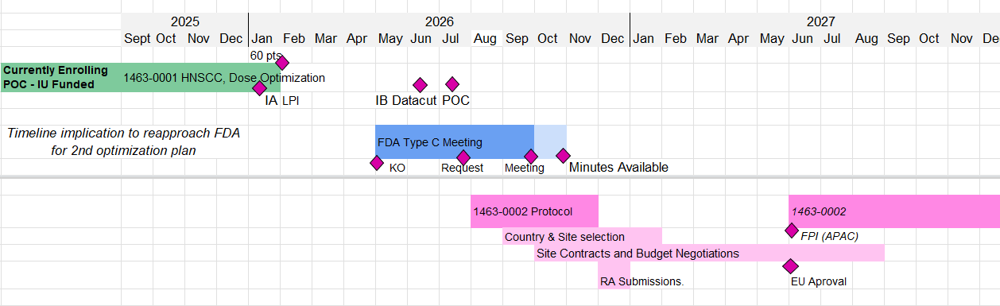 2025 2026 2027
Sept Oct Nov Dec Jan Feb Mar Apr May Jun Jul Aug Sep Oct Nov Dec Jan Feb Mar Apr May Jun Jul Aug Sep Oct Nov De
60 pts
Currently Enrolling
POC - IU Funded
1463-0001 HNSCC, Dose Optimization
IA LPI IB Datacut POC
Timeline implication to reapproach FDA
for 2nd optimization plan
FDA Type C Meeting
KO Request Meeting Minutes Available
1463-0002 Protocol 1463-0002
Country & Site selection FPI (APAC)
Site Contracts and Budget Negotiations
RA Submissions. EU Aproval